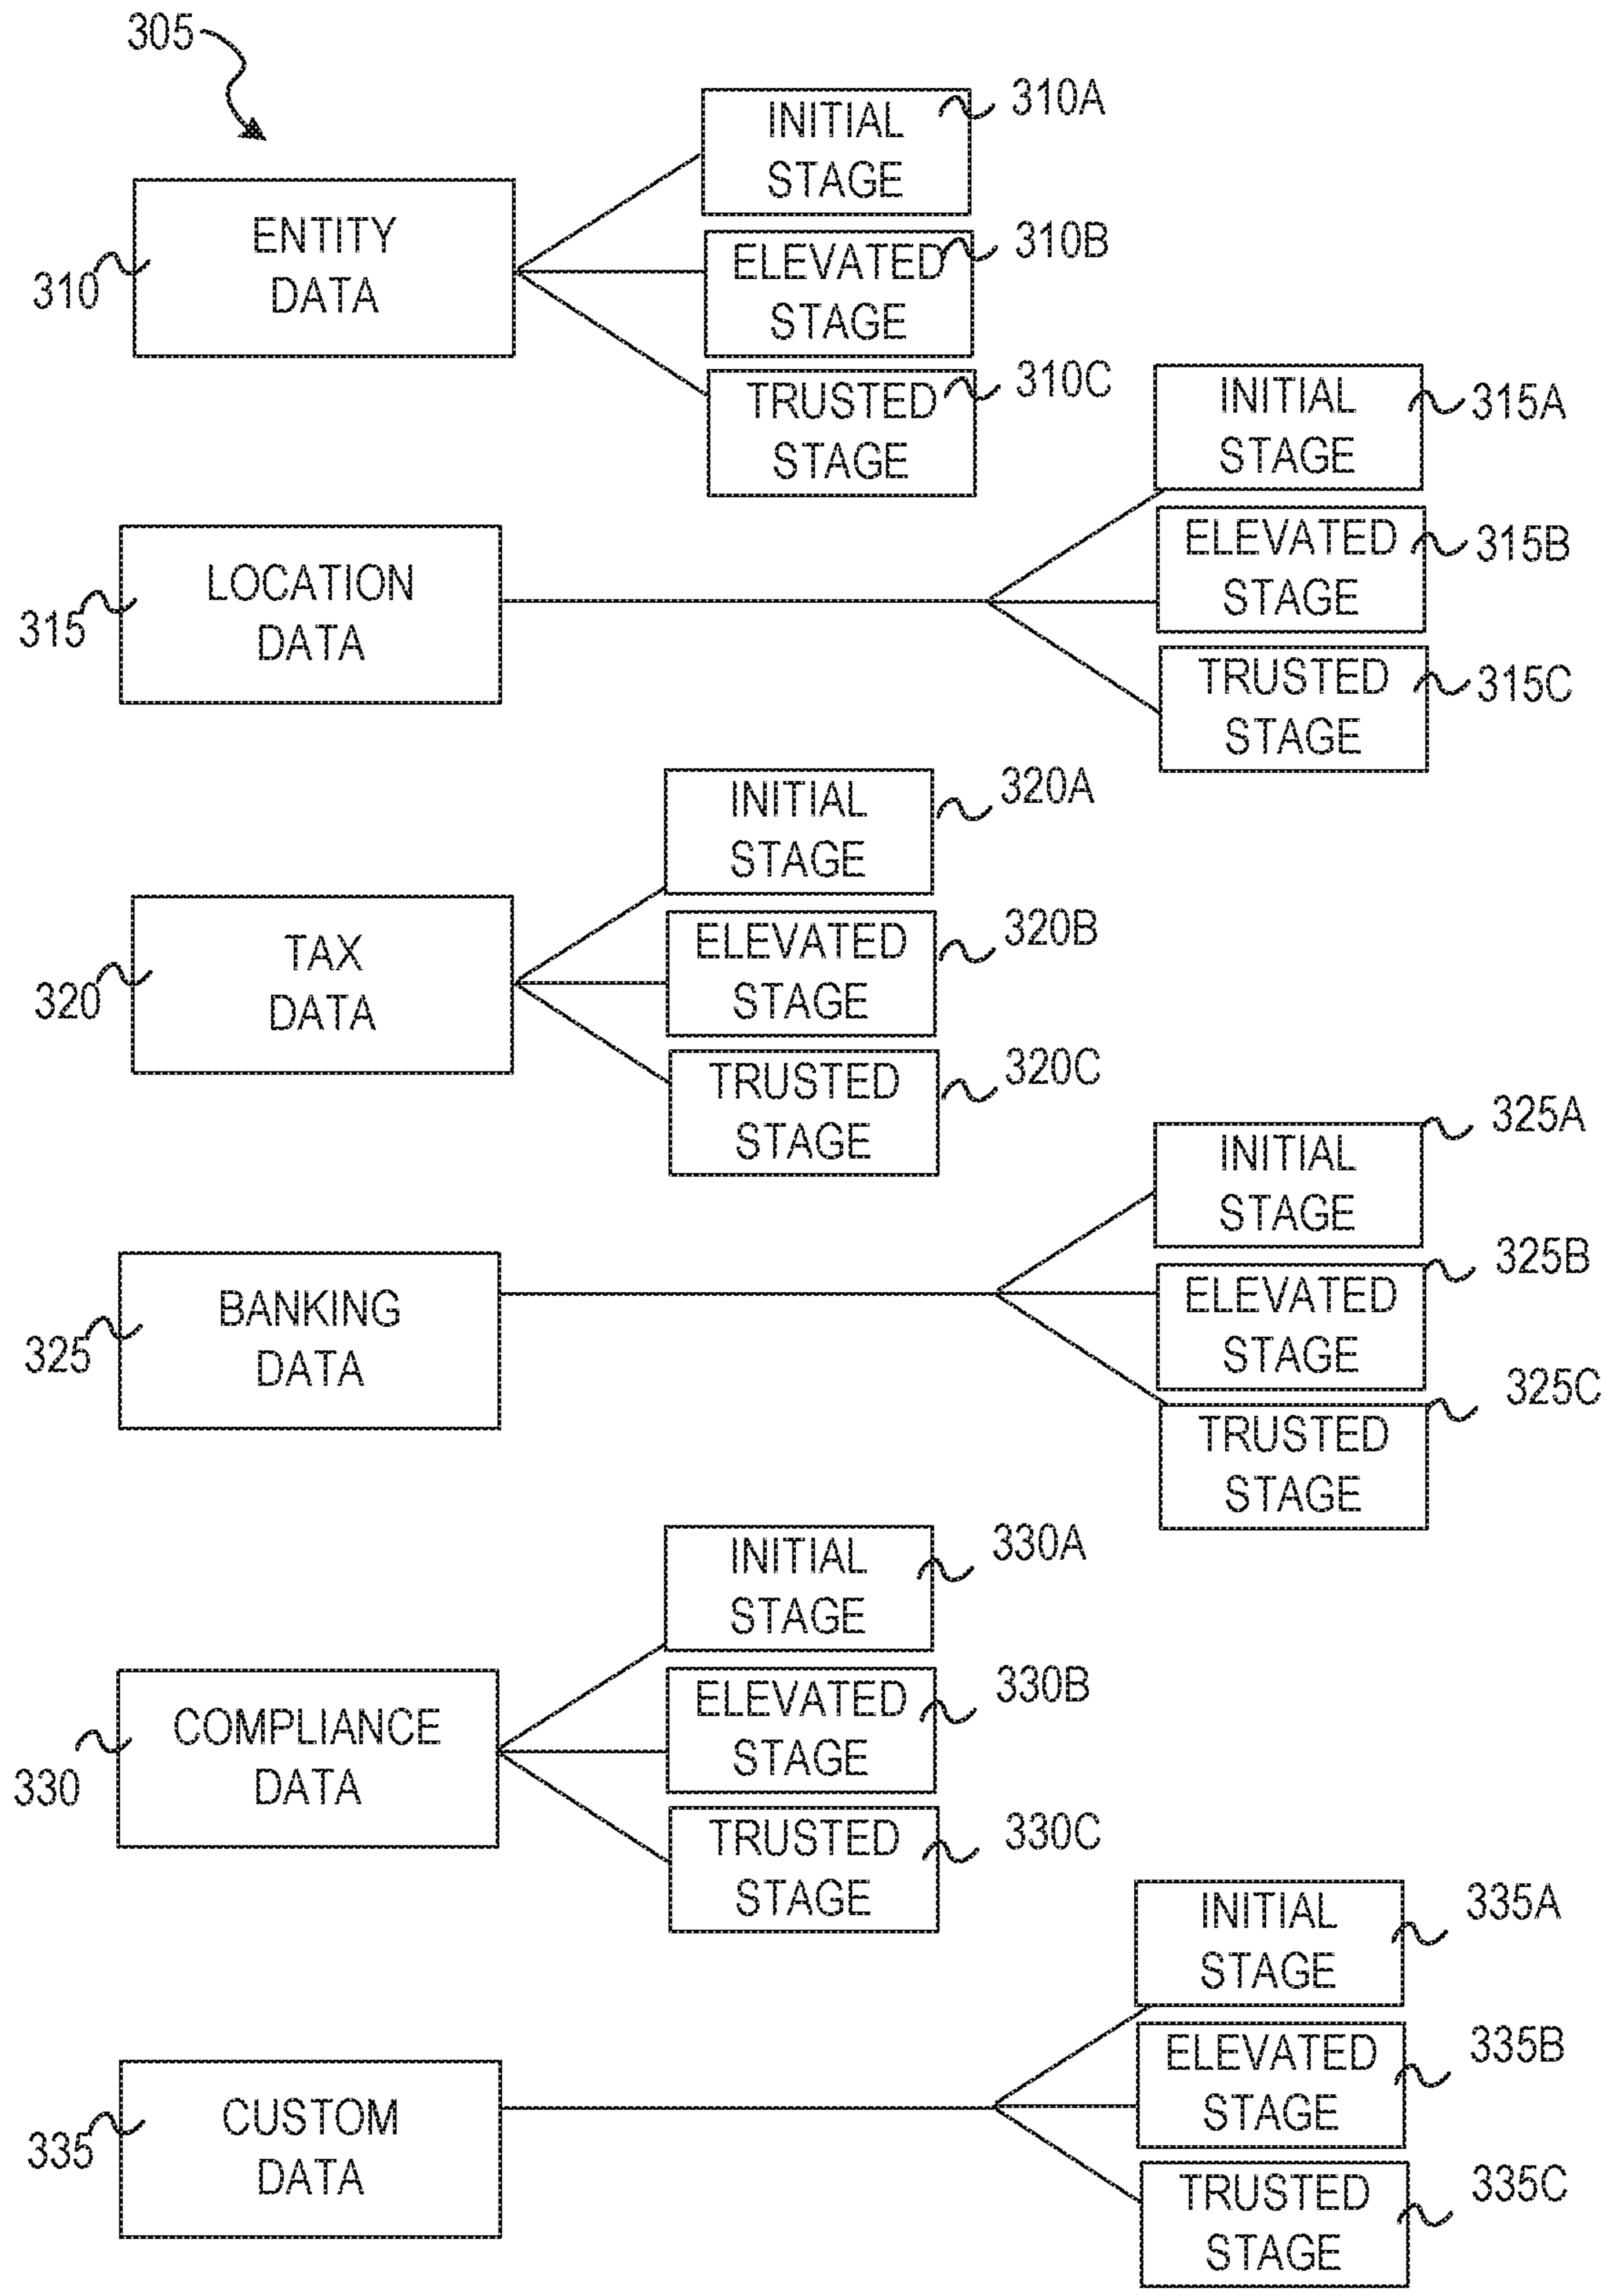 305
INITIAL
STAGE
310A
ENTITY
DATA
310
ELEVATED
STAGE
310B
TRUSTED
STAGE
310C
INITIAL
STAGE
315A
LOCATION
DATA
315
ELEVATED
STAGE
315B
TRUSTED
STAGE
315C
INITIAL
STAGE
320A
TAX
DATA
320
ELEVATED
STAGE
320B
TRUSTED
STAGE
320C
INITIAL
STAGE
325A
BANKING
DATA
325
ELEVATED
STAGE
325B
TRUSTED
STAGE
325C
INITIAL
STAGE
330A
COMPLIANCE
DATA
330
ELEVATED
STAGE
330B
TRUSTED
STAGE
330C
INITIAL
STAGE
335A
CUSTOM
DATA
335
ELEVATED
STAGE
335B
TRUSTED
STAGE
335C